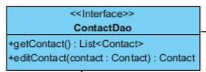 <<Interface>>
ContactDao
+getContact() : List<Contact>
+editContact(contact : Contact) : Contact